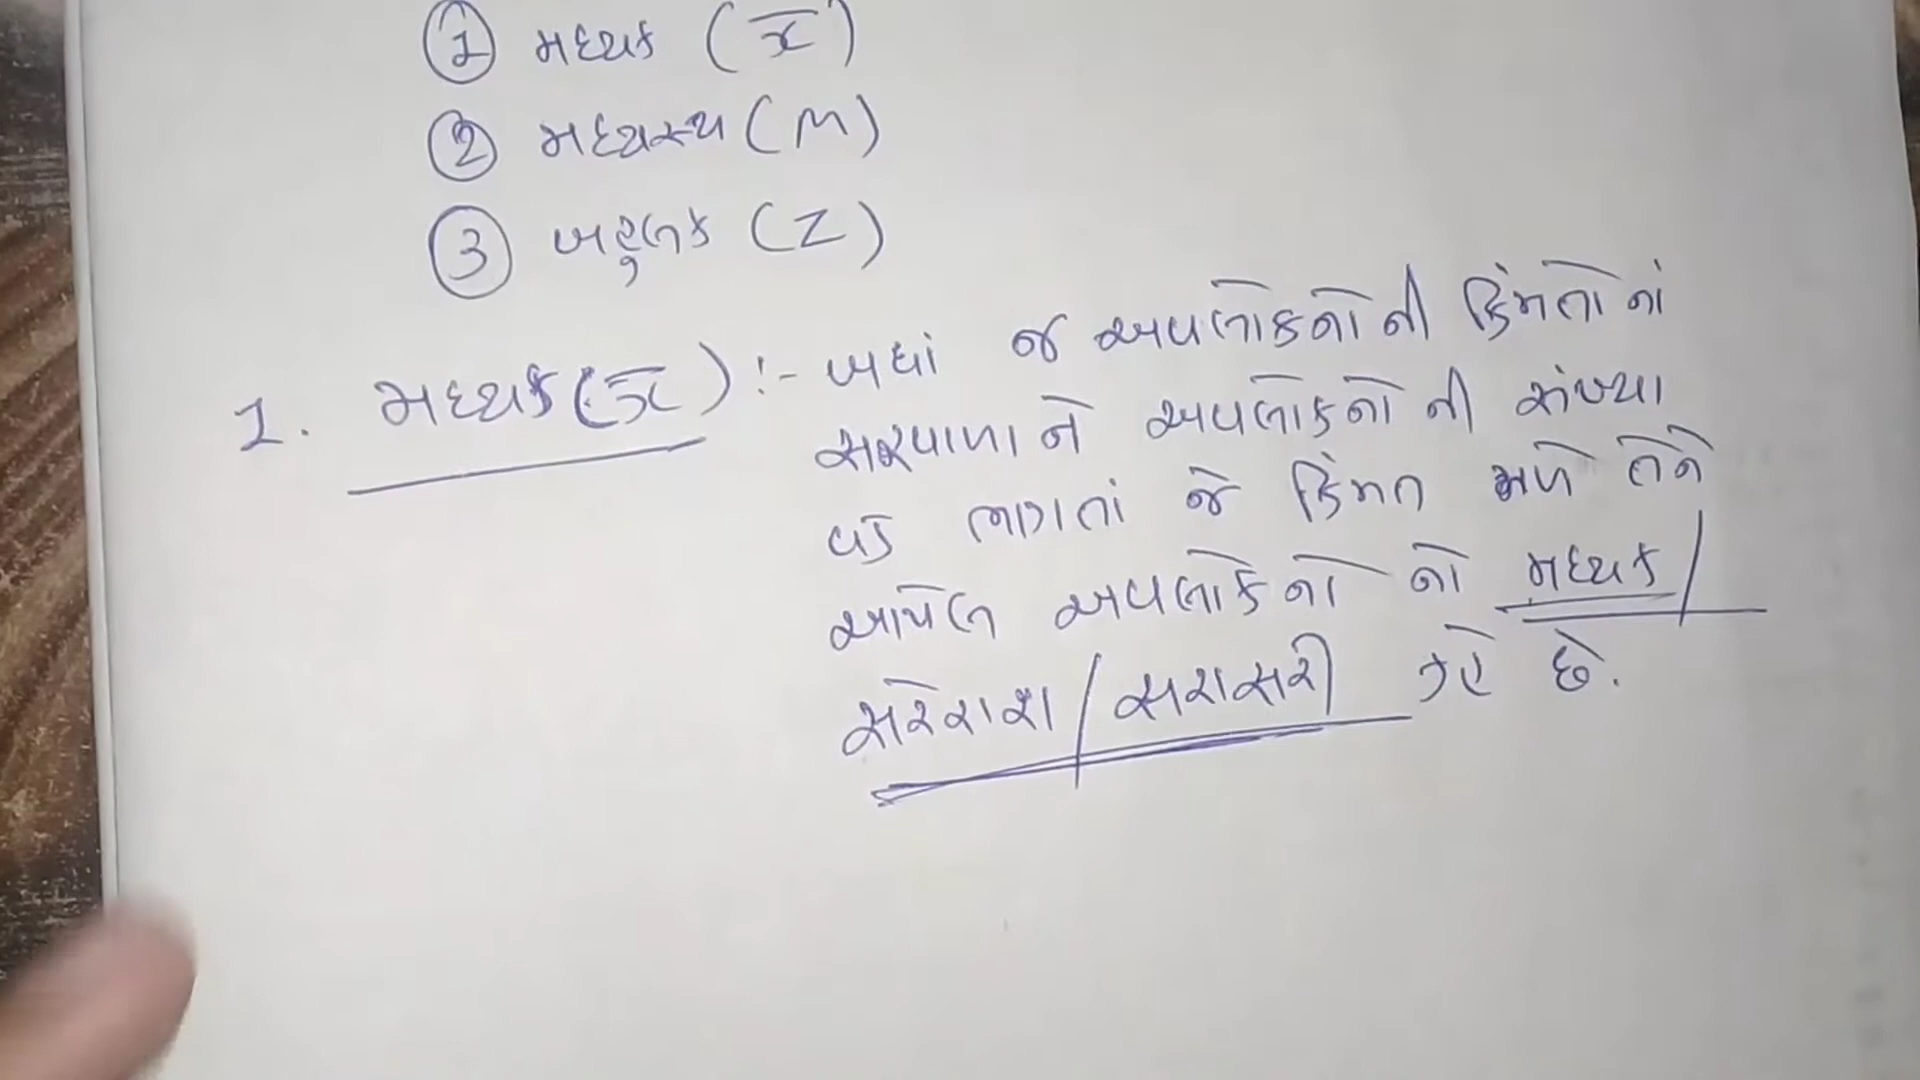 1 મધ્યક (x̄)
2 મધ્યસ્થ (M)
3 બહુલક (Z)
1. મધ્યક (x̄) :- બધાં જ અવલોકનો ની કિંમતો નાં
સરવાળા ને અવલોકનો ની સંખ્યા
વડે ભાગતાં જે કિંમત મળે તેને
આપેલ અવલોકનો નો મધ્યક /
સરેરાશ / સરાસરી કહે છે.